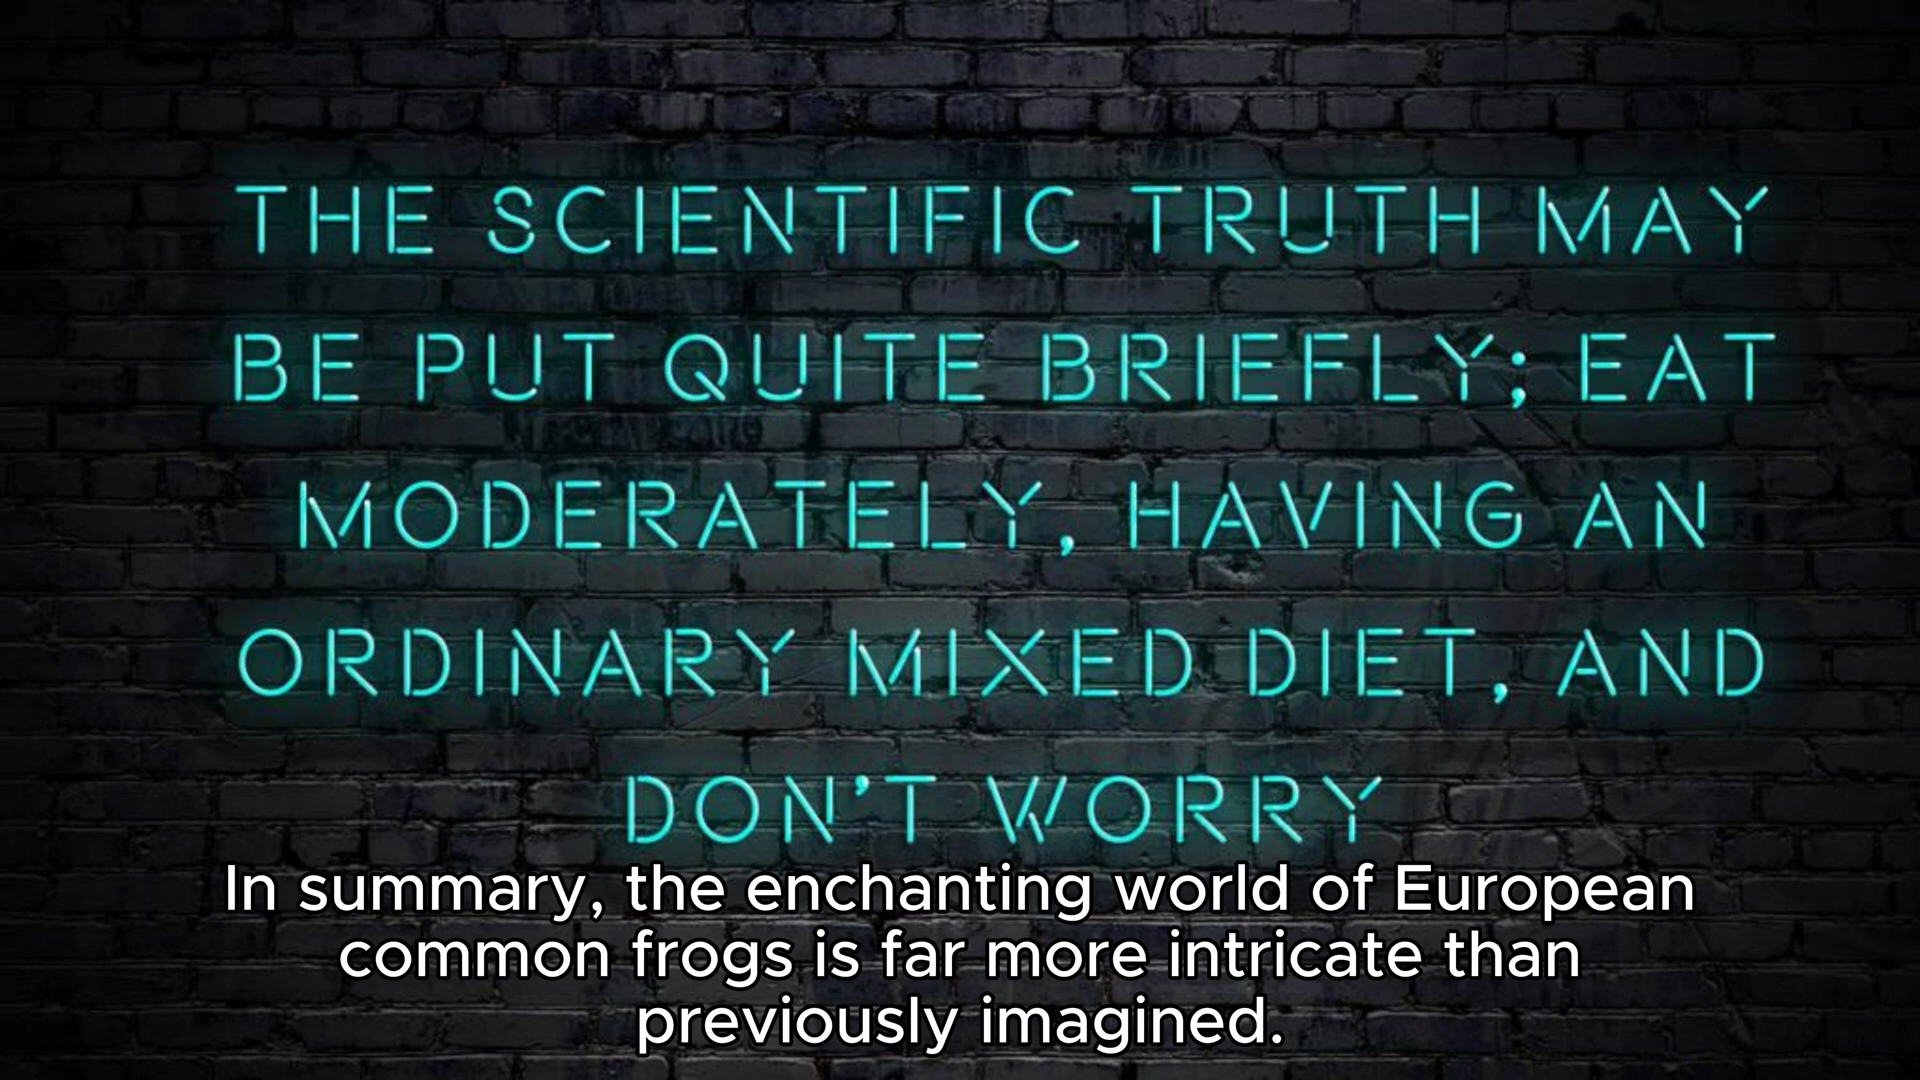 THE SCIENTIFIC TRUTH MAY
BE PUT QUITE BRIEFLY; EAT
MODERATELY, HAVING AN
ORDINARY MIXED DIET, AND
DON'T WORRY
In summary, the enchanting world of European
common frogs is far more intricate than
previously imagined.